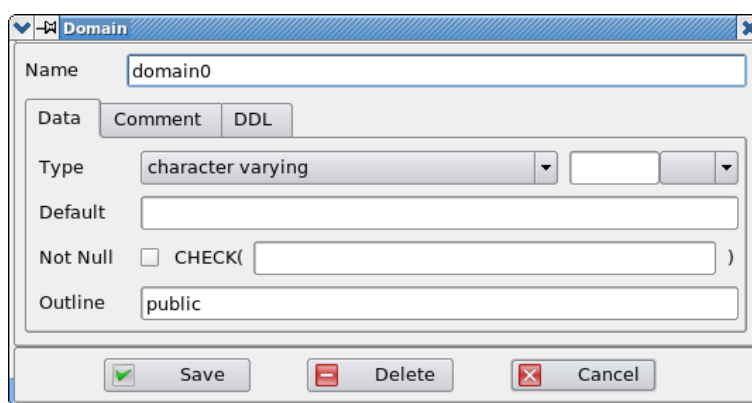 Domain
Name domain0
Data Comment DDL
Type character varying
Default
Not Null CHECK( )
Outline public
Save Delete Cancel